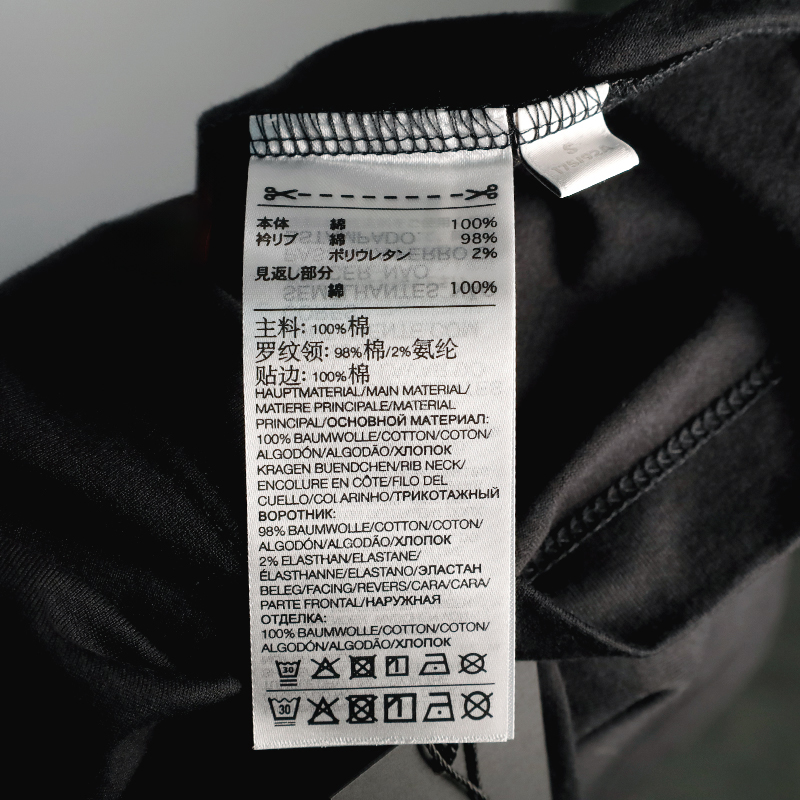 本体 綿 100%
衿リブ 綿 98%
ポリウレタン 2%
見返し部分
綿 100%
主料: 100%棉
罗纹领: 98%棉/2%氨纶
贴边: 100%棉
HAUPTMATERIAL/MAIN MATERIAL/
MATIERE PRINCIPALE/MATERIAL
PRINCIPAL/ОСНОВНОЙ МАТЕРИАЛ:
100% BAUMWOLLE/COTTON/COTON/
ALGODÓN/ALGODÃO/ХЛОПОК
KRAGEN BUENDCHEN/RIB NECK/
ENCOLURE EN CÔTE/FILO DEL
CUELLO/COLARINHO/ТРИКОТАЖНЫЙ
ВОРОТНИК:
98% BAUMWOLLE/COTTON/COTON/
ALGODÓN/ALGODÃO/ХЛОПОК
2% ELASTHAN/ELASTANE/
ÉLASTHANNE/ELASTANO/ЭЛАСТАН
BELEG/FACING/REVERS/CARA/CARA/
PARTE FRONTAL/НАРУЖНАЯ
ОТДЕЛКА:
100% BAUMWOLLE/COTTON/COTON/
ALGODÓN/ALGODÃO/ХЛОПОК
30
30